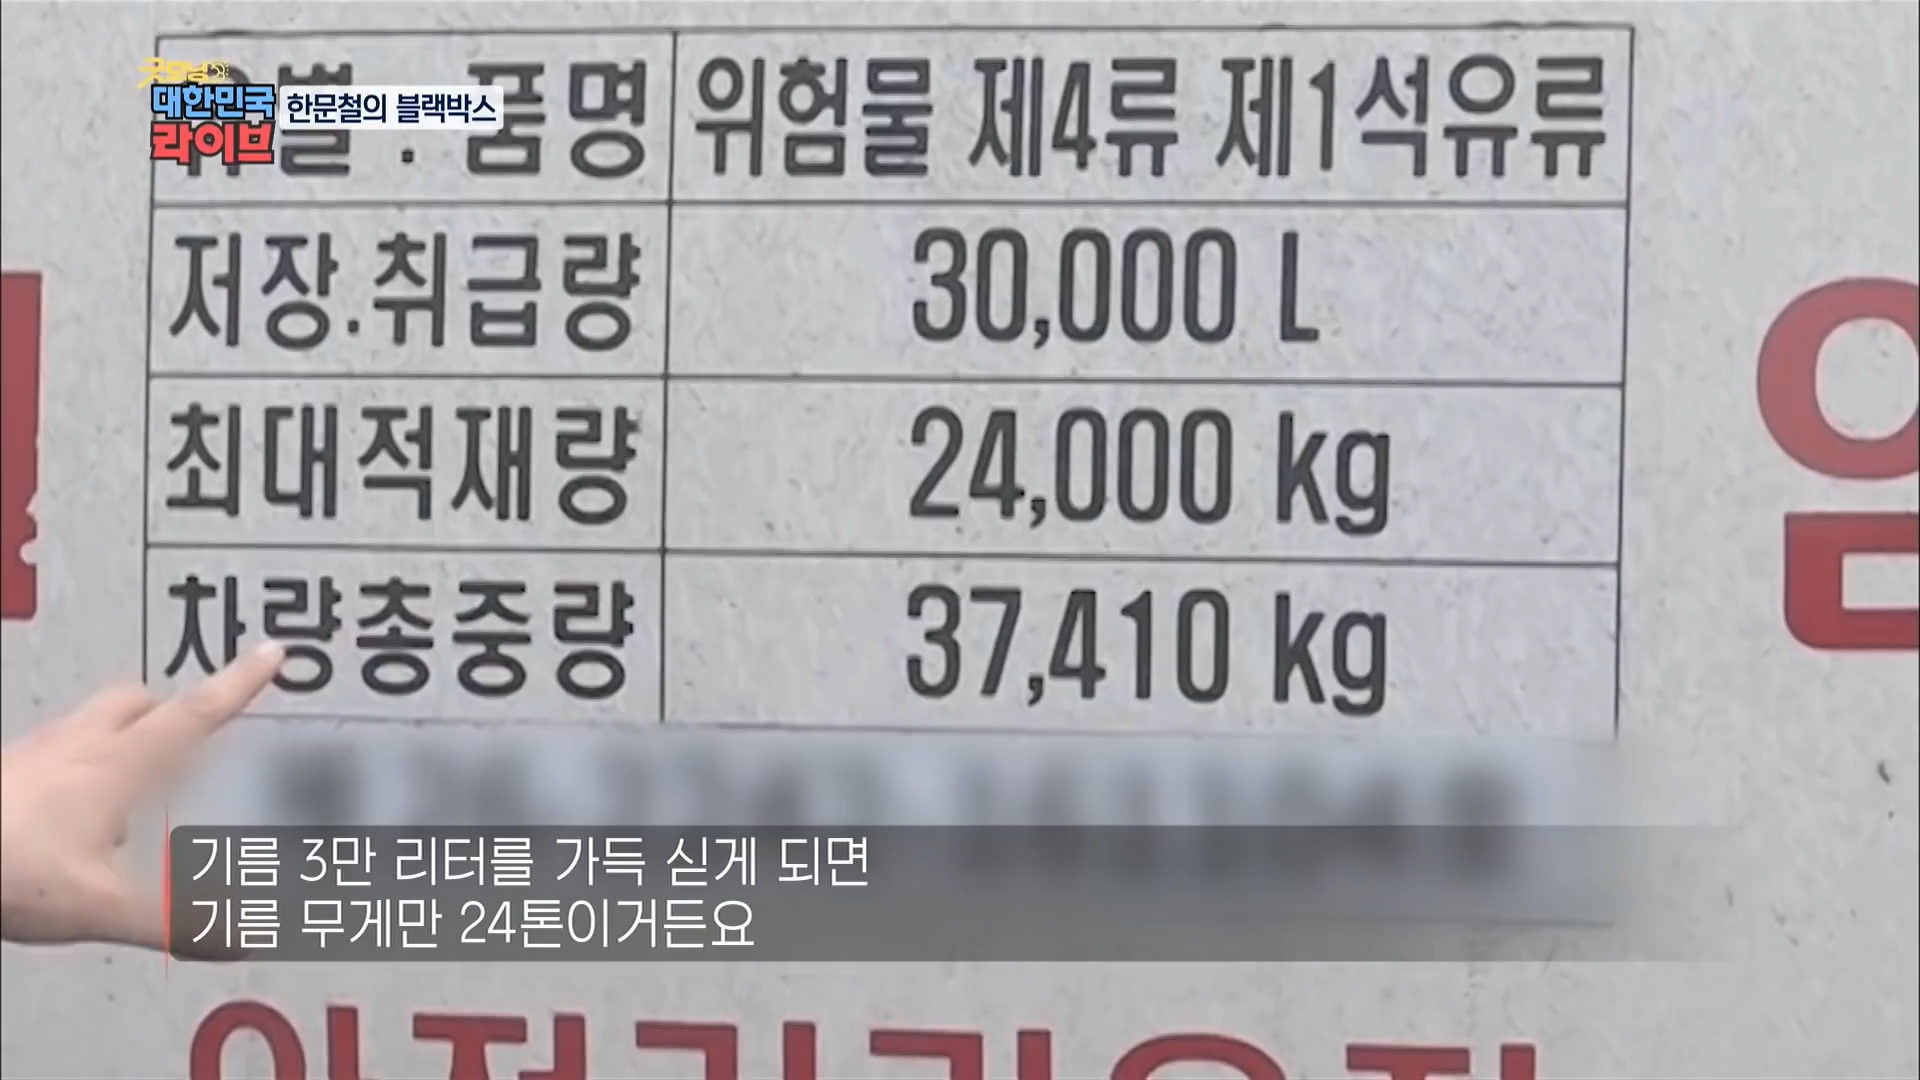 굿모닝
대한민국
라이브
한문철의 블랙박스
품명 위험물 제4류 제1석유류
저장.취급량 30,000 L
최대적재량 24,000 kg
차량총중량 37,410 kg
기름 3만 리터를 가득 싣게 되면
기름 무게만 24톤이거든요